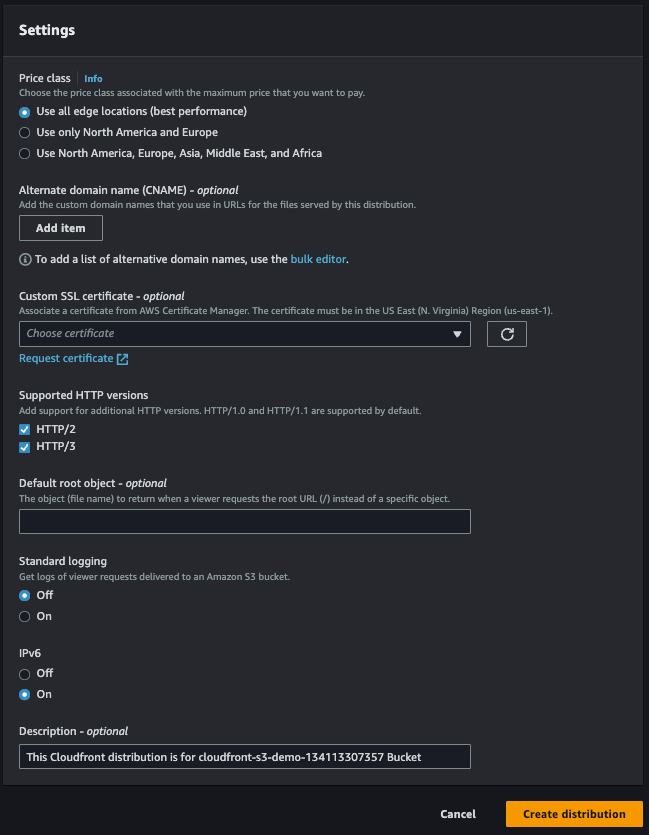 Settings
Price class | Info
Choose the price class associated with the maximum price that you want to pay.
Use all edge locations (best performance)
Use only North America and Europe
Use North America, Europe, Asia, Middle East, and Africa
Alternate domain name (CNAME) - optional
Add the custom domain names that you use in URLs for the files served by this distribution.
Add item
To add a list of alternative domain names, use the bulk editor.
Custom SSL certificate - optional
Associate a certificate from AWS Certificate Manager. The certificate must be in the US East (N. Virginia) Region (us-east-1).
Choose certificate
Request certificate
Supported HTTP versions
Add support for additional HTTP versions. HTTP/1.0 and HTTP/1.1 are supported by default.
HTTP/2
HTTP/3
Default root object - optional
The object (file name) to return when a viewer requests the root URL (/) instead of a specific object.
Standard logging
Get logs of viewer requests delivered to an Amazon S3 bucket.
Off
On
IPv6
Off
On
Description - optional
This Cloudfront distribution is for cloudfront-s3-demo-134113307357 Bucket
Cancel
Create distribution